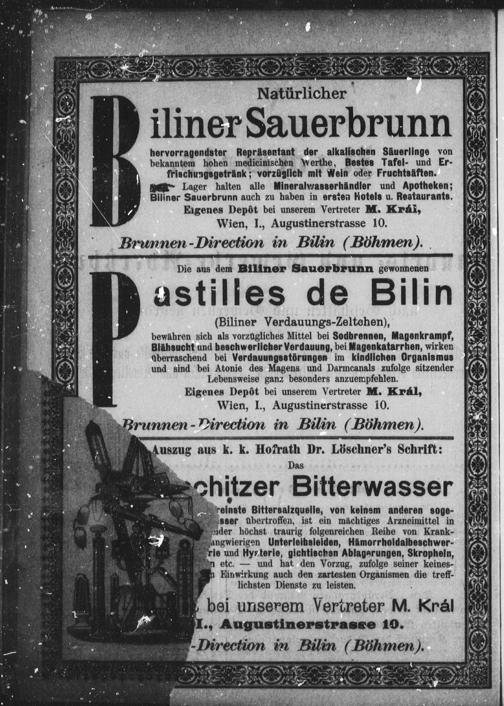 Natürlicher
Biliner Sauerbrunn
hervorragendster Repräsentant der alkalischen Säuerlinge von
bekanntem hohen medicinischen Werthe, Bestes Tafel- und Er-
frischungsgetränk; vorzüglich mit Wein oder Fruchtsäften.
Lager halten alle Mineralwasserhändler und Apotheken;
Biliner Sauerbrunn auch zu haben in ersten Hotels u. Restaurants.
Eigenes Depôt bei unserem Vertreter M. Král,
Wien, I., Augustinerstrasse 10.
Brunnen-Direction in Bilin (Böhmen).
Die aus dem Biliner Sauerbrunn gewonnenen
Pastilles de Bilin
(Biliner Verdauungs-Zeltchen),
bewähren sich als vorzügliches Mittel bei Sodbrennen, Magenkrampf,
Blähsucht und beschwerlicher Verdauung, bei Magenkatarrhen, wirken
überraschend bei Verdauungsstörungen im kindlichen Organismus
und sind bei Atonie des Magens und Darmcanals zufolge sitzender
Lebensweise ganz besonders anzuempfehlen.
Eigenes Depôt bei unserem Vertreter M. Král,
Wien, I., Augustinerstrasse 10.
Brunnen-Direction in Bilin (Böhmen).
Auszug aus k. k. Hofrath Dr. Löschner's Schrift:
Das
schitzer Bitterwasser
reinste Bittersalzquelle, von keinem anderen soge-
sser übertroffen, ist ein mächtiges Arzneimittel in
der höchst traurig folgenreichen Reihe von Krank-
angwierigen Unterleibsleiden, Hämorrhoidalbeschwer-
rie und Hysterie, gichtischen Ablagerungen, Skropheln,
n etc. — und hat den Vorzug, zufolge seiner keines-
Einwirkung auch den zartesten Organismen die treff-
lichsten Dienste zu leisten.
bei unserem Vertreter M. Král
I., Augustinerstrasse 10.
-Direction in Bilin (Böhmen).